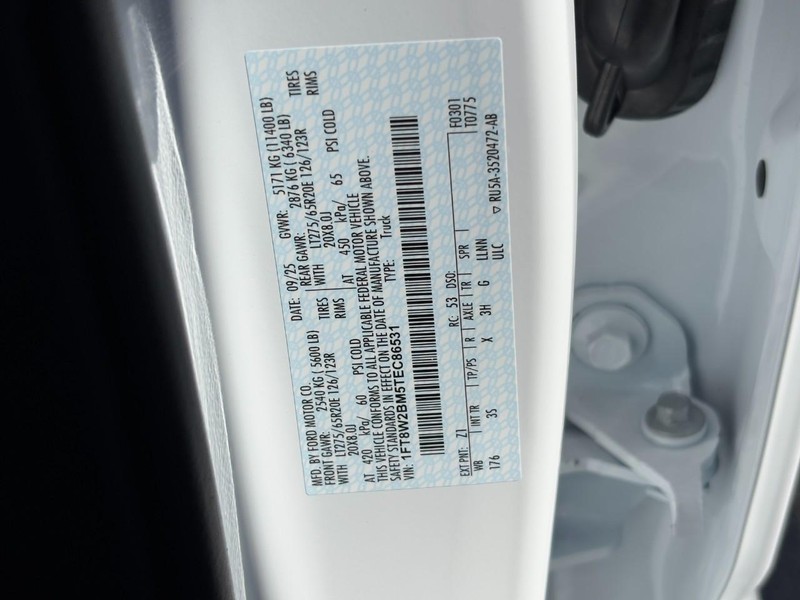 MFD. BY FORD MOTOR CO. DATE: 09/25 GVWR: 5171 KG (11400 LB)
FRONT GAWR: 2540 KG (5600 LB) REAR GAWR: 2876 KG (6340 LB)
WITH LT275/65R20E 126/123R TIRES WITH LT275/65R20E 126/123R TIRES
20X8.0J RIMS 20X8.0J RIMS
AT 420 kPa/ 60 PSI COLD AT 450 kPa/ 65 PSI COLD
THIS VEHICLE CONFORMS TO ALL APPLICABLE FEDERAL MOTOR VEHICLE
SAFETY STANDARDS IN EFFECT ON THE DATE OF MANUFACTURE SHOWN ABOVE.
VIN: 1FT8W2BM5TEC86531 TYPE: Truck
F0301
T0775
EXT PNT: Z1 RC: 53 DSO:
WB INT TR TP/PS R AXLE TR SPR
176 3S X 3H G LLNN
ULC
▽ RU5A-3520472-AB